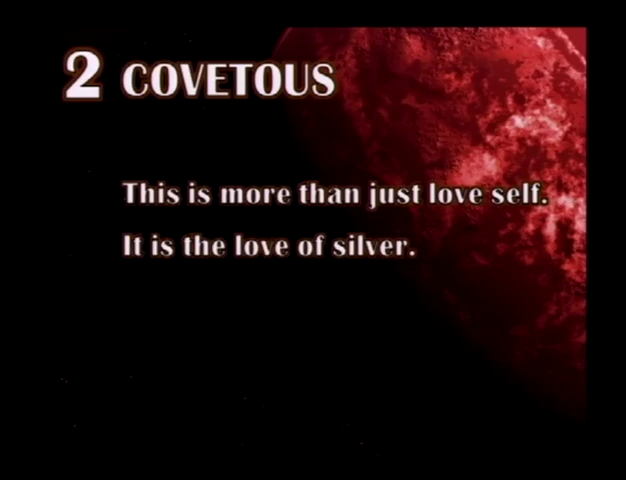 2 COVETOUS
This is more than just love self.
It is the love of silver.